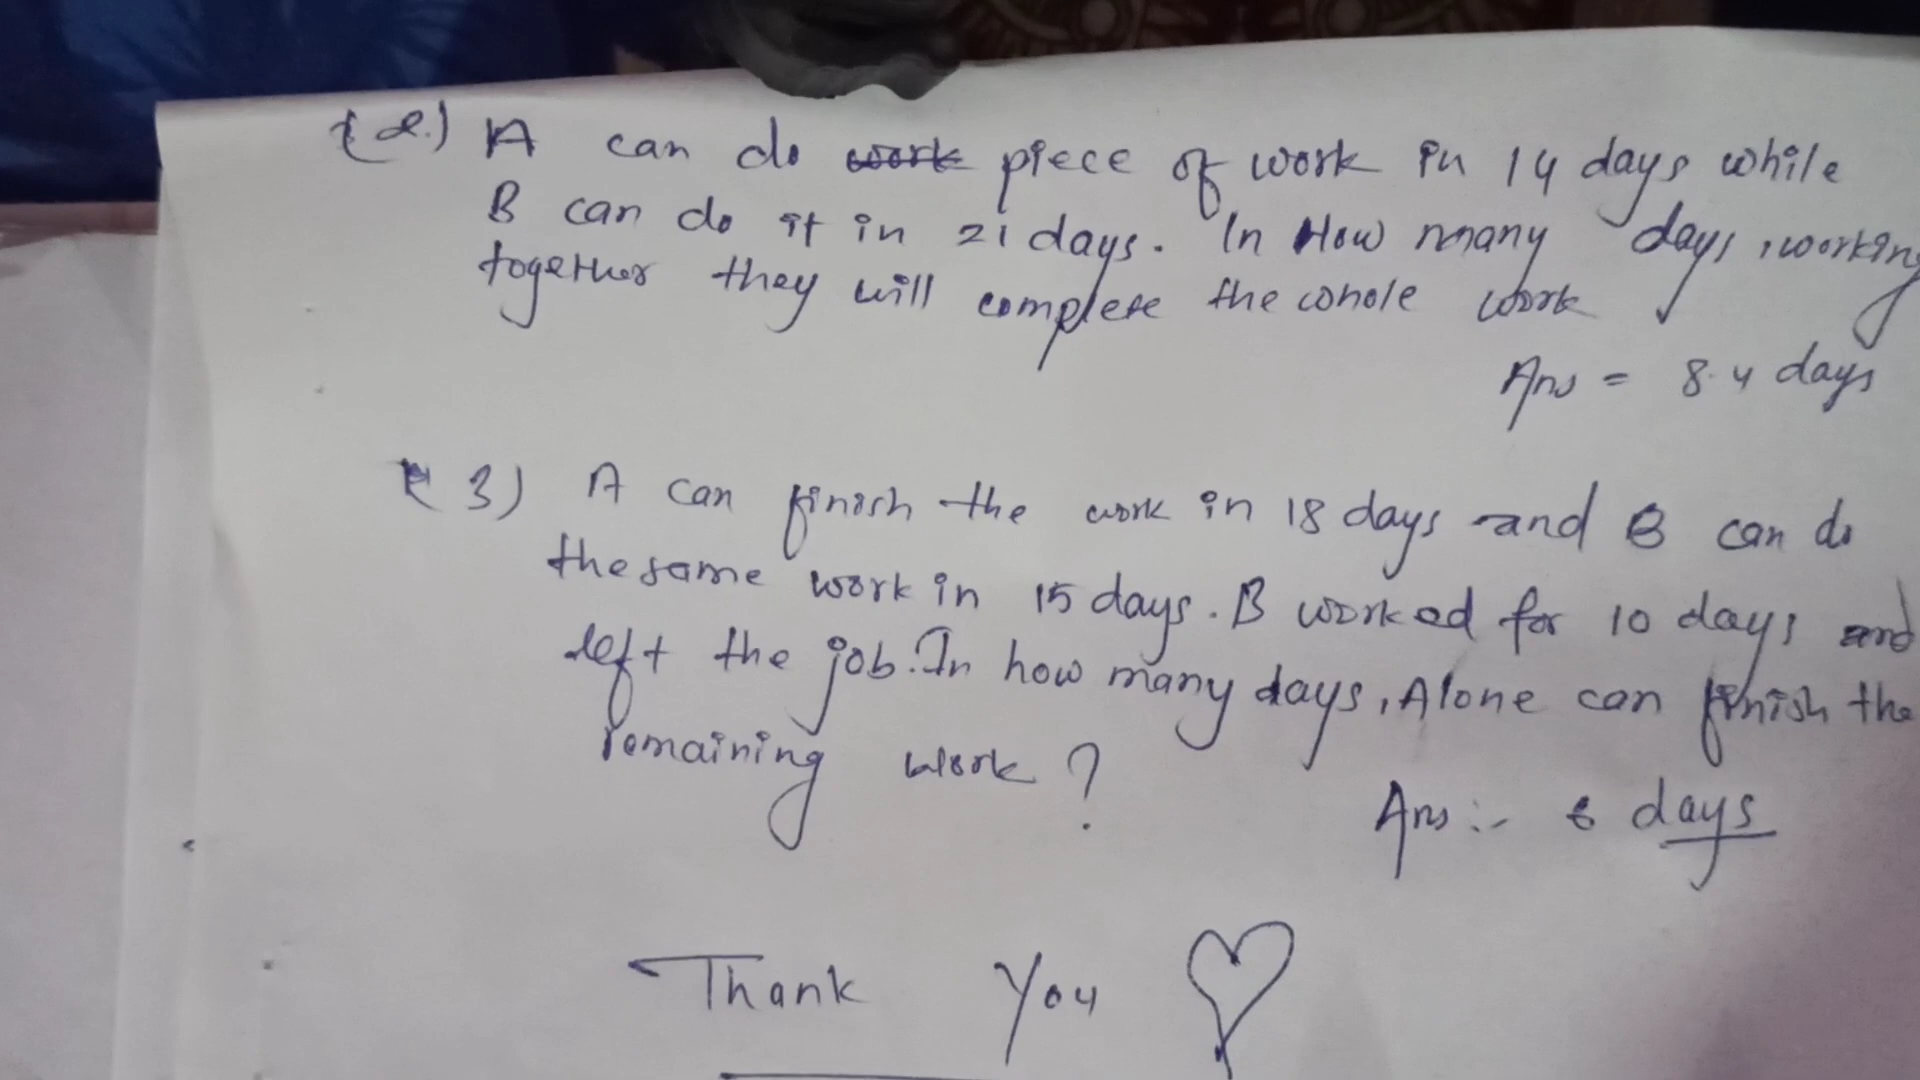 (2.) A can do work piece of work in 14 days while
B can do it in 21 days. In How many days, working
together they will complete the whole work
Ans = 8.4 days
3) A can finish the work in 18 days and B can do
the same work in 15 days. B worked for 10 days and
left the job. In how many days, A lone can finish the
remaining work ?
Ans :- 6 days
Thank You